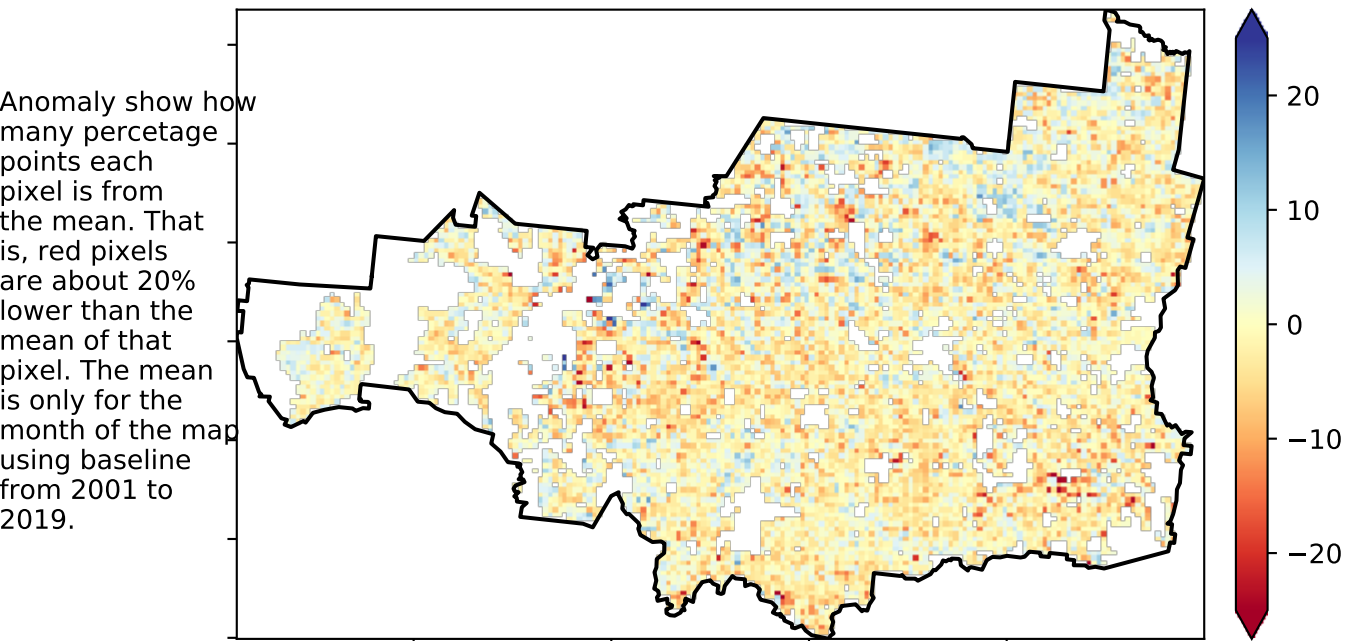 Anomaly show how
many percetage
points each
pixel is from
the mean. That
is, red pixels
are about 20%
lower than the
mean of that
pixel. The mean
is only for the
month of the map
using baseline
from 2001 to
2019.
20
10
0
−10
−20